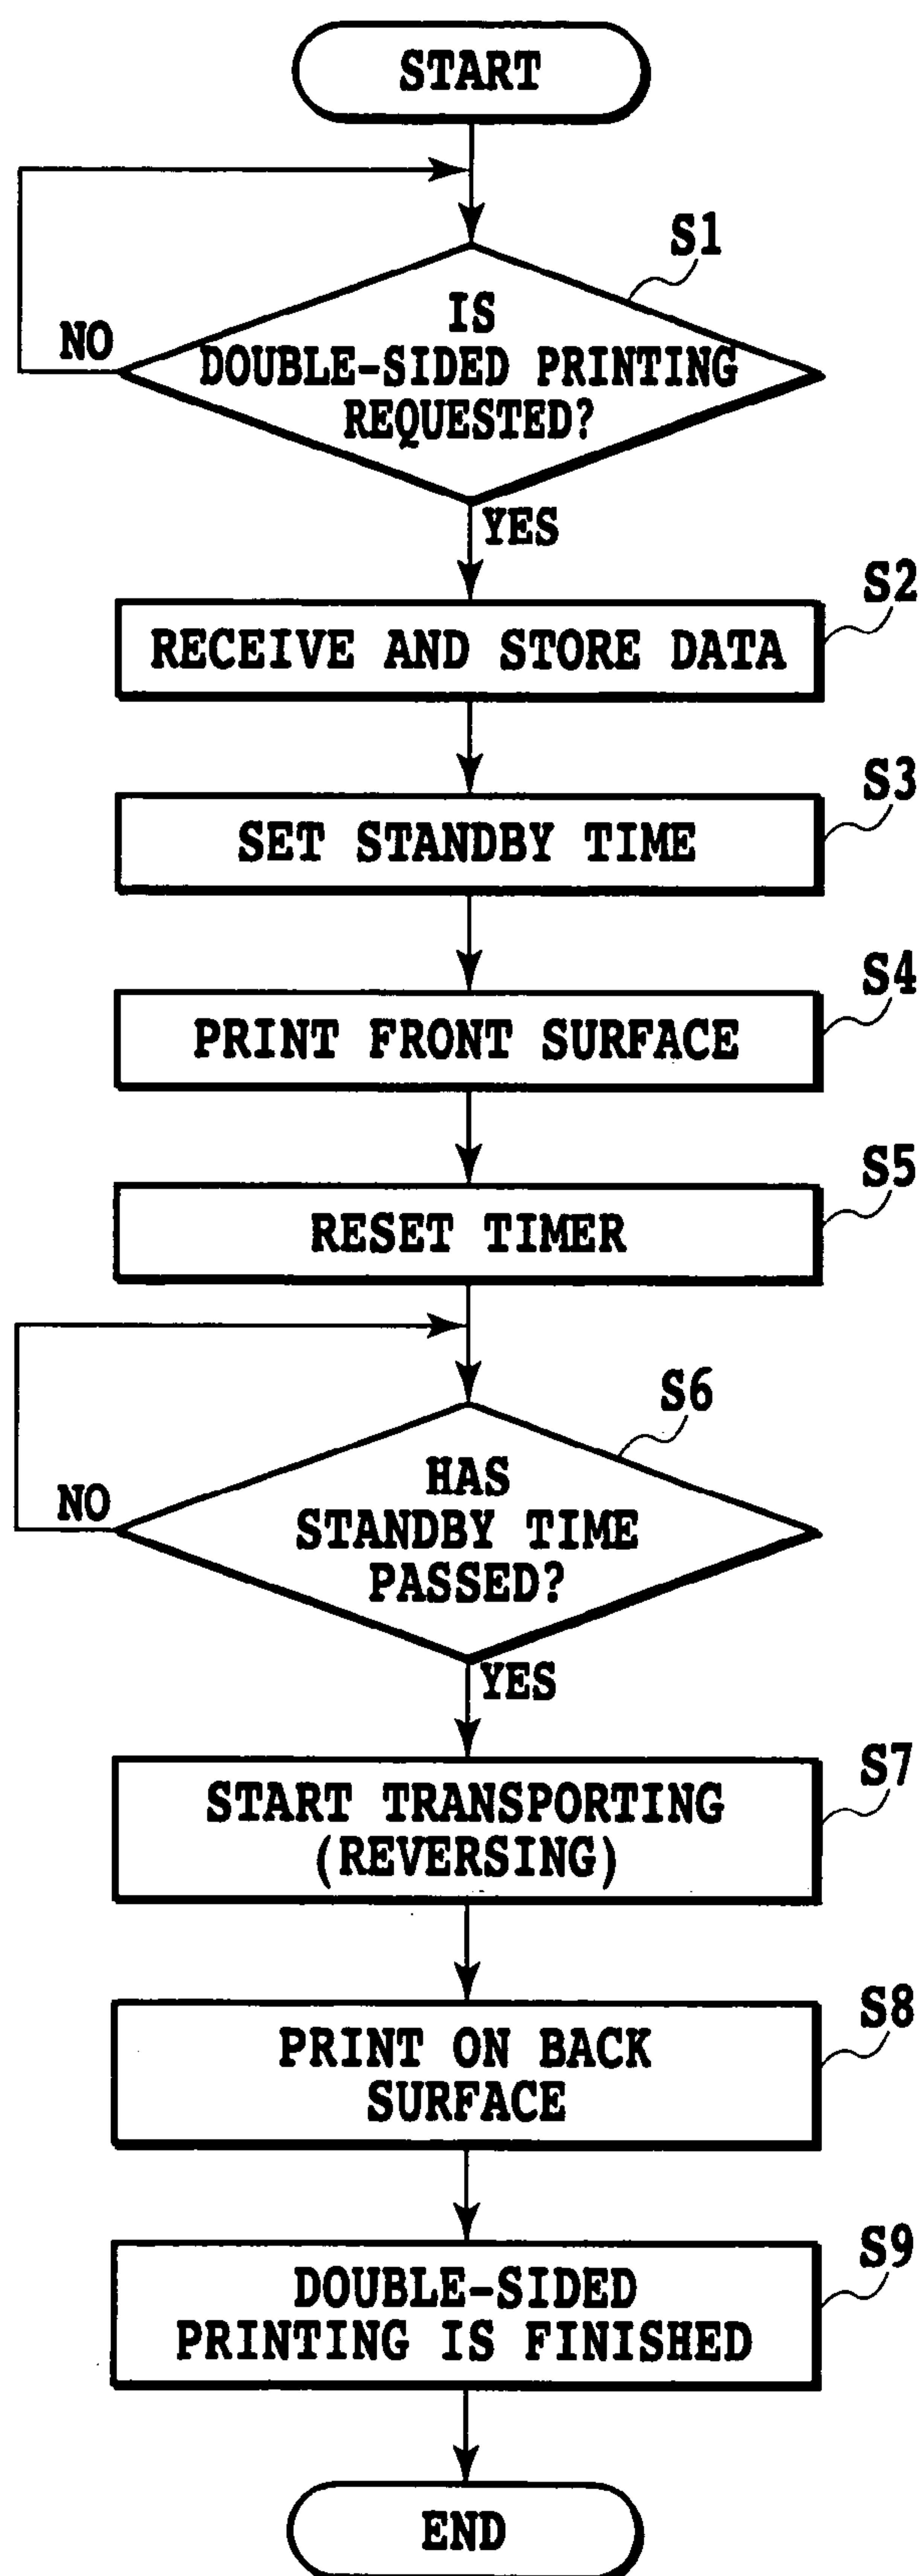 START
S1
IS
DOUBLE-SIDED PRINTING
REQUESTED?
NO
YES
S2
RECEIVE AND STORE DATA
S3
SET STANDBY TIME
S4
PRINT FRONT SURFACE
S5
RESET TIMER
S6
HAS
STANDBY TIME
PASSED?
NO
YES
S7
START TRANSPORTING
(REVERSING)
S8
PRINT ON BACK
SURFACE
S9
DOUBLE-SIDED
PRINTING IS FINISHED
END